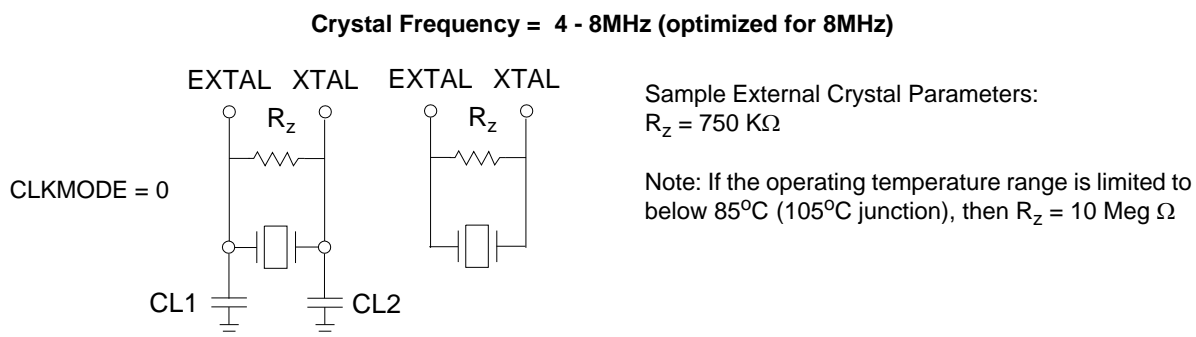 Crystal Frequency = 4 - 8MHz (optimized for 8MHz)
EXTAL XTAL EXTAL XTAL
Rz Rz
CLKMODE = 0
CL1 CL2
Sample External Crystal Parameters:
Rz = 750 KΩ
Note: If the operating temperature range is limited to
below 85oC (105oC junction), then Rz = 10 Meg Ω